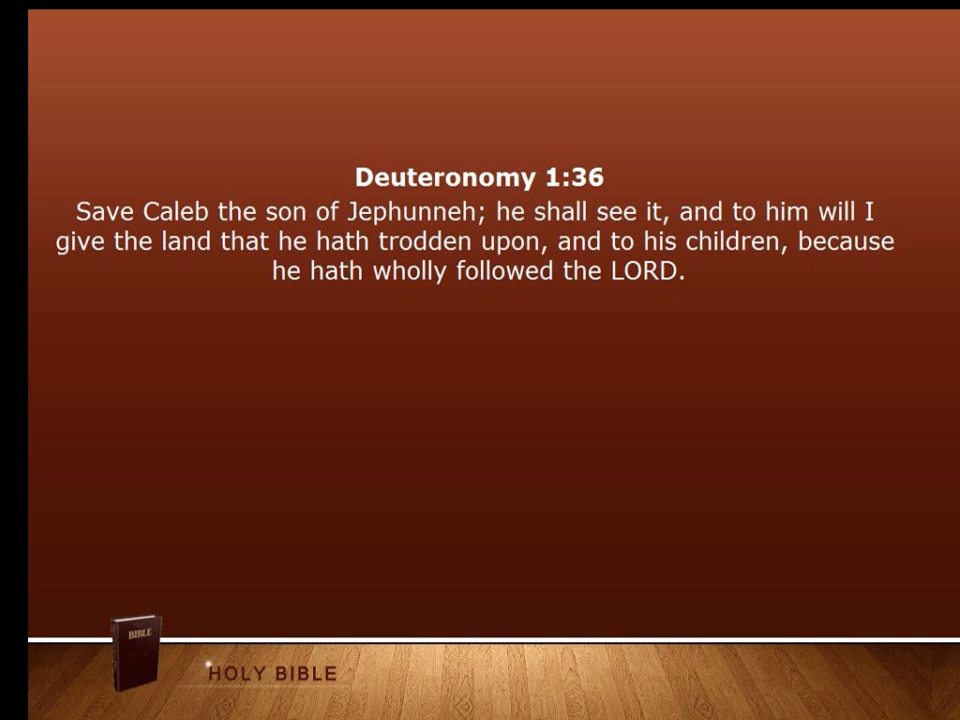 Deuteronomy 1:36
Save Caleb the son of Jephunneh; he shall see it, and to him will I
give the land that he hath trodden upon, and to his children, because
he hath wholly followed the LORD.
BIBLE
HOLY BIBLE